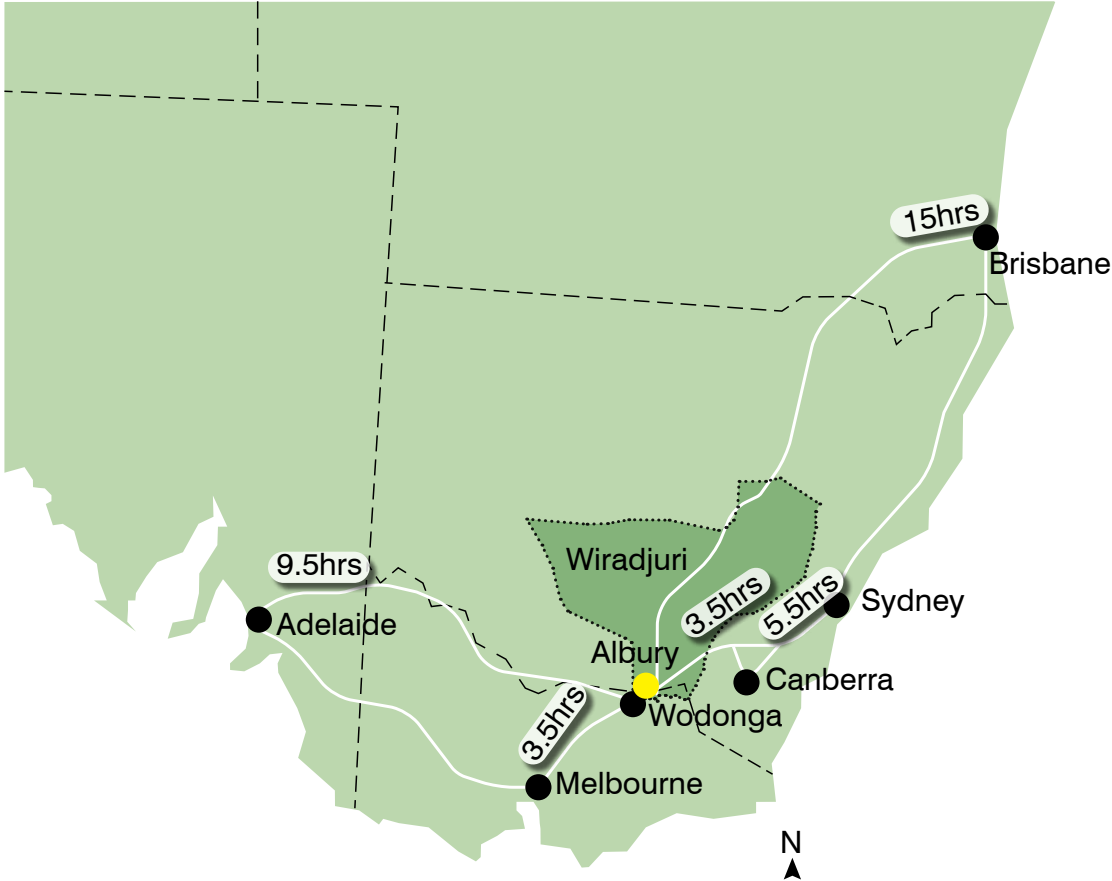 15hrs
Brisbane
Wiradjuri
9.5hrs
3.5hrs
5.5hrs
Sydney
Adelaide
Albury
Canberra
Wodonga
3.5hrs
Melbourne
N